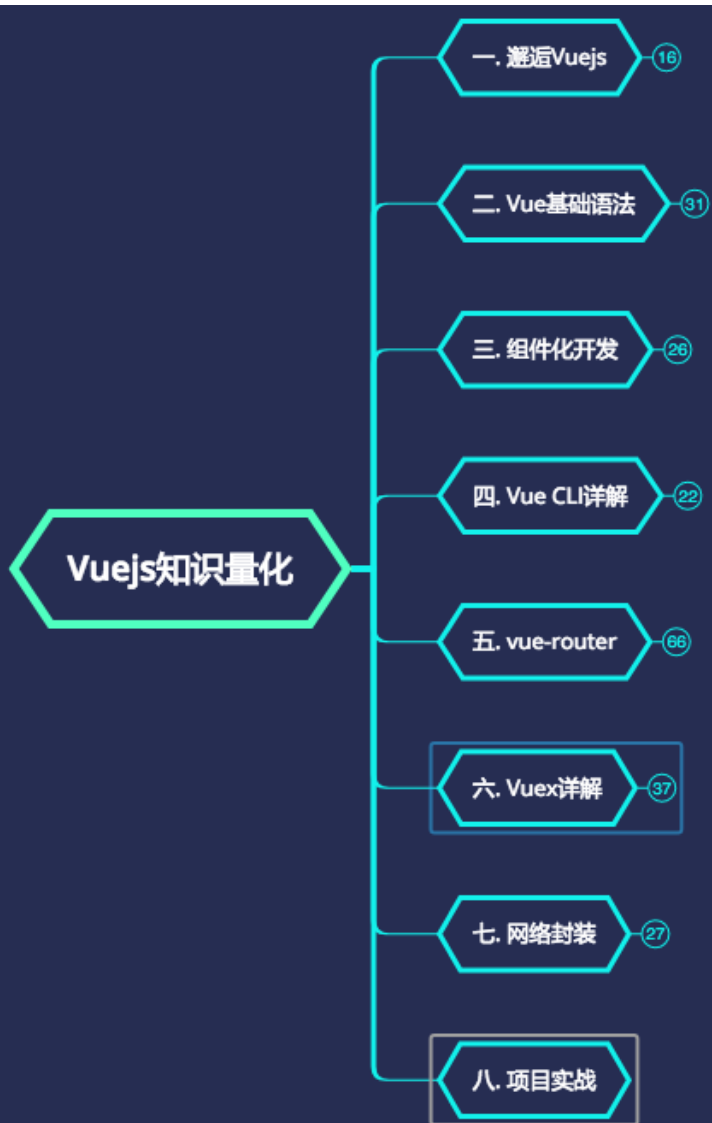 一. 邂逅Vuejs 16
二. Vue基础语法 31
三. 组件化开发 26
四. Vue CLI详解 22
Vuejs知识量化
五. vue-router 66
六. Vuex详解 37
七. 网络封装 27
八. 项目实战